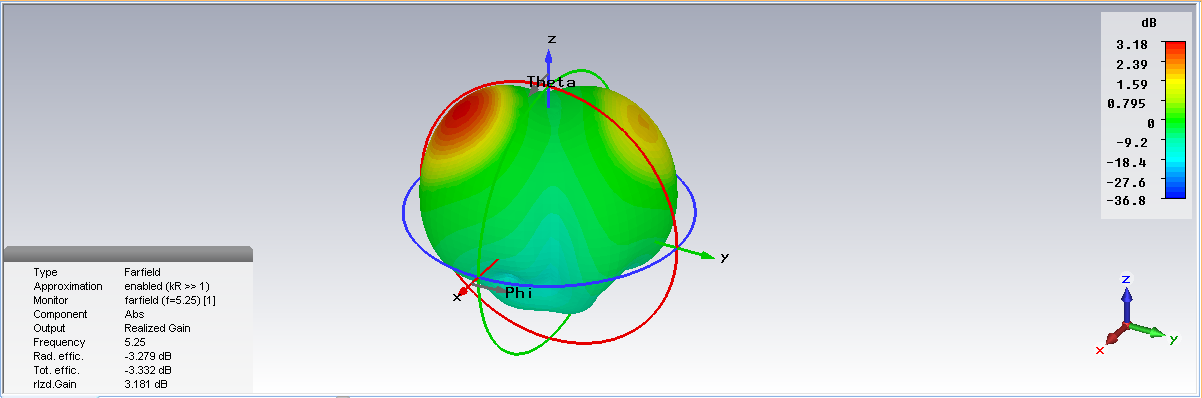 z
Theta
y
x
Phi
dB
3.18
2.39
1.59
0.795
0
-9.2
-18.4
-27.6
-36.8
Type Farfield
Approximation enabled (kR >> 1)
Monitor farfield (f=5.25) [1]
Component Abs
Output Realized Gain
Frequency 5.25
Rad. effic. -3.279 dB
Tot. effic. -3.332 dB
rlzd.Gain 3.181 dB
z
y
x